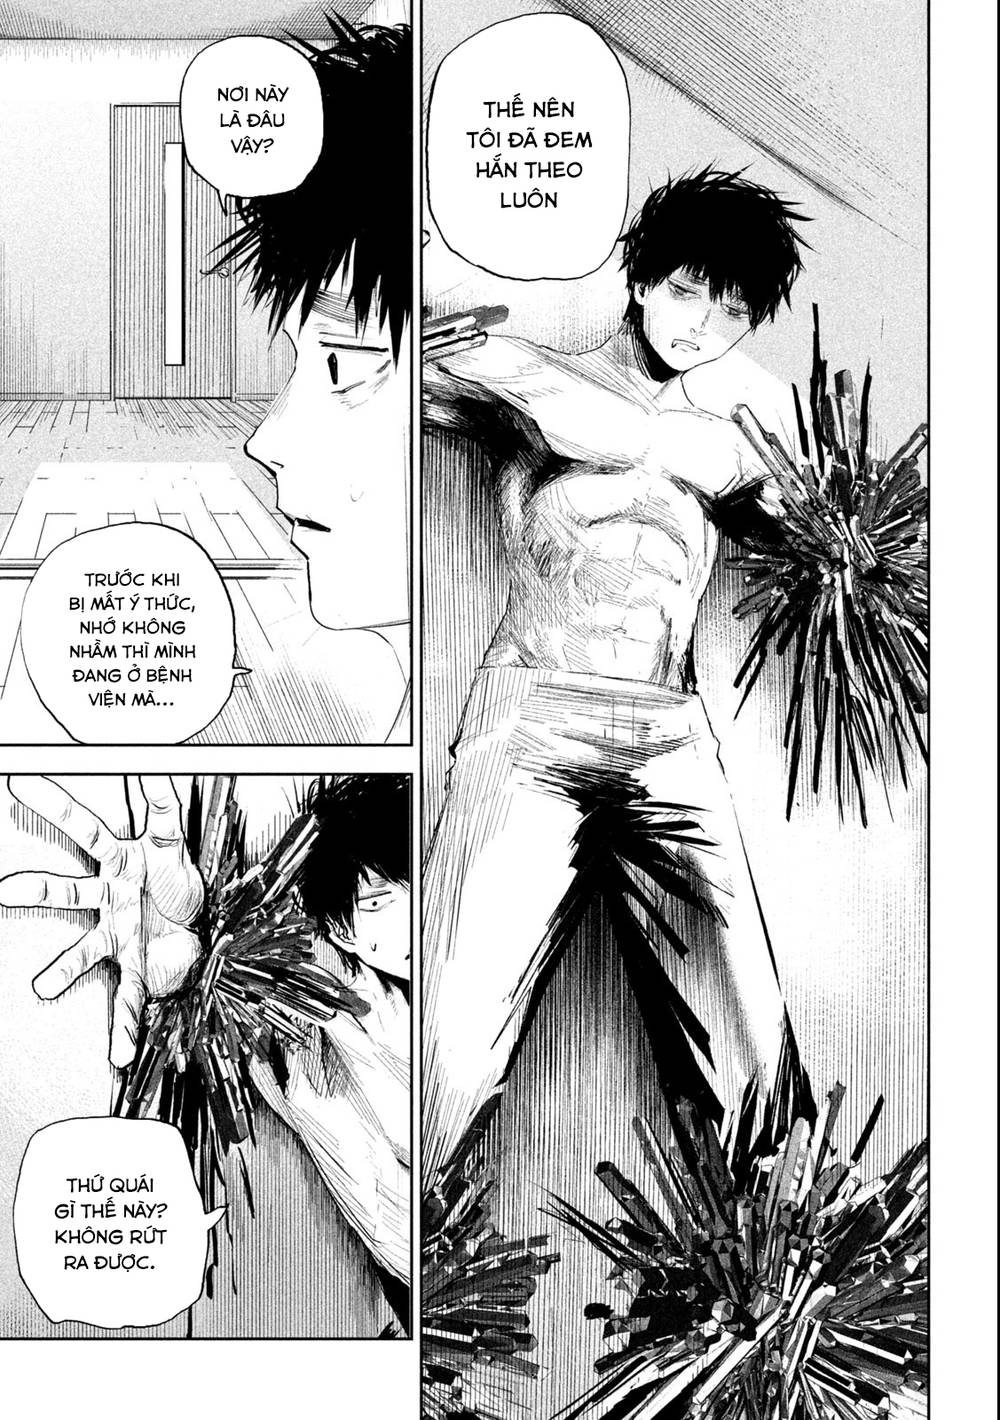 THẾ NÊN
TÔI ĐÃ ĐEM
HẮN THEO
LUÔN
NƠI NÀY
LÀ ĐÂU
VẬY?
TRƯỚC KHI
BỊ MẤT Ý THỨC,
NHỚ KHÔNG
NHẦM THÌ MÌNH
ĐANG Ở BỆNH
VIỆN MÀ...
THỨ QUÁI
GÌ THẾ NÀY?
KHÔNG RỨT
RA ĐƯỢC.